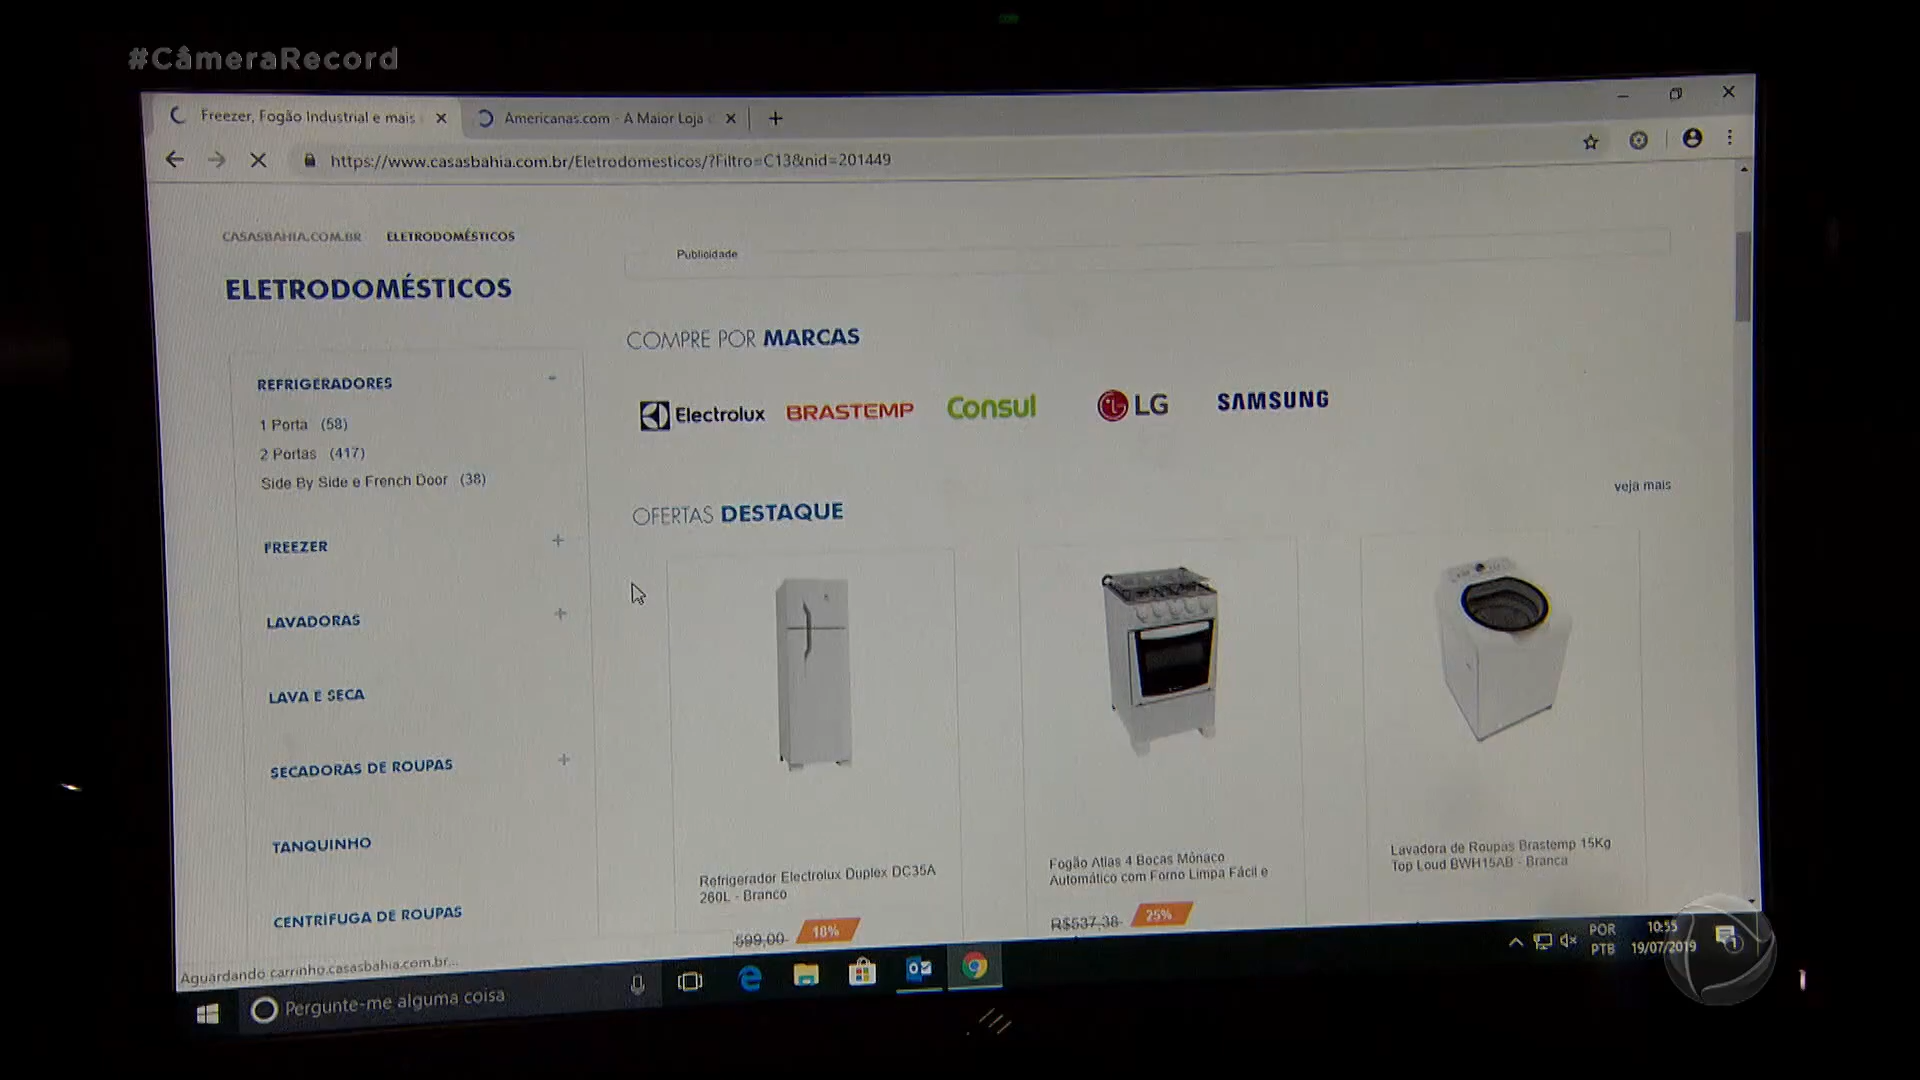 #CâmeraRecord
Freezer, Fogão Industrial e mais
Americanas.com - A Maior Loja
https://www.casasbahia.com.br/Eletrodomesticos/?Filtro=C13&nid=201449
CASASBAHIA.COM.BR ELETRODOMÉSTICOS
Publicidade
ELETRODOMÉSTICOS
COMPRE POR MARCAS
REFRIGERADORES -
1 Porta (58)
2 Portas (417)
Side By Side e French Door (38)
FREEZER +
LAVADORAS +
LAVA E SECA
SECADORAS DE ROUPAS +
TANQUINHO
CENTRÍFUGA DE ROUPAS
Electrolux BRASTEMP Consul LG SAMSUNG
veja mais
OFERTAS DESTAQUE
Refrigerador Electrolux Duplex DC35A
260L - Branco
599,00 18%
Fogão Atlas 4 Bocas Mônaco
Automático com Forno Limpa Fácil e
R$537,38 25%
Lavadora de Roupas Brastemp 15Kg
Top Loud BWH15AB - Branca
Aguardando carrinho.casasbahia.com.br...
Pergunte-me alguma coisa
POR
PTB
10:55
19/07/2019
1